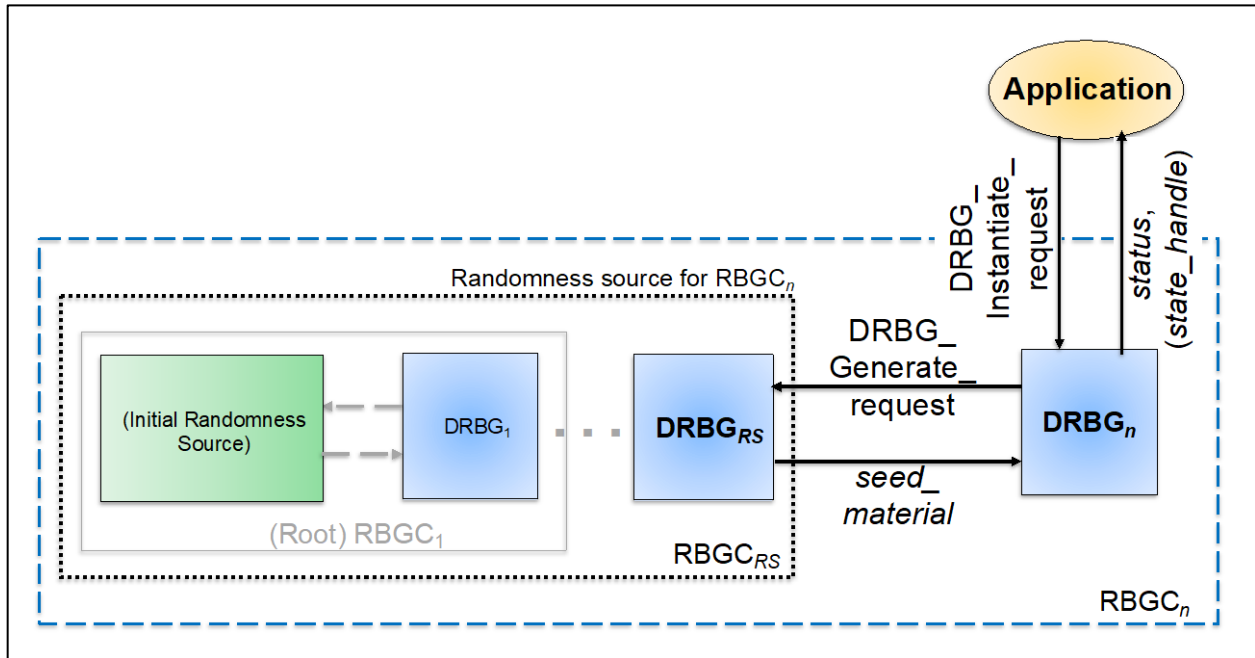 Application
DRBG_
Instantiate_
request
status,
(state_handle)
Randomness source for RBGCn
DRBG_
Generate_
request
(Initial Randomness
Source)
DRBG1
DRBGRS
DRBGn
seed_
material
(Root) RBGC1
RBGCRS
RBGCn